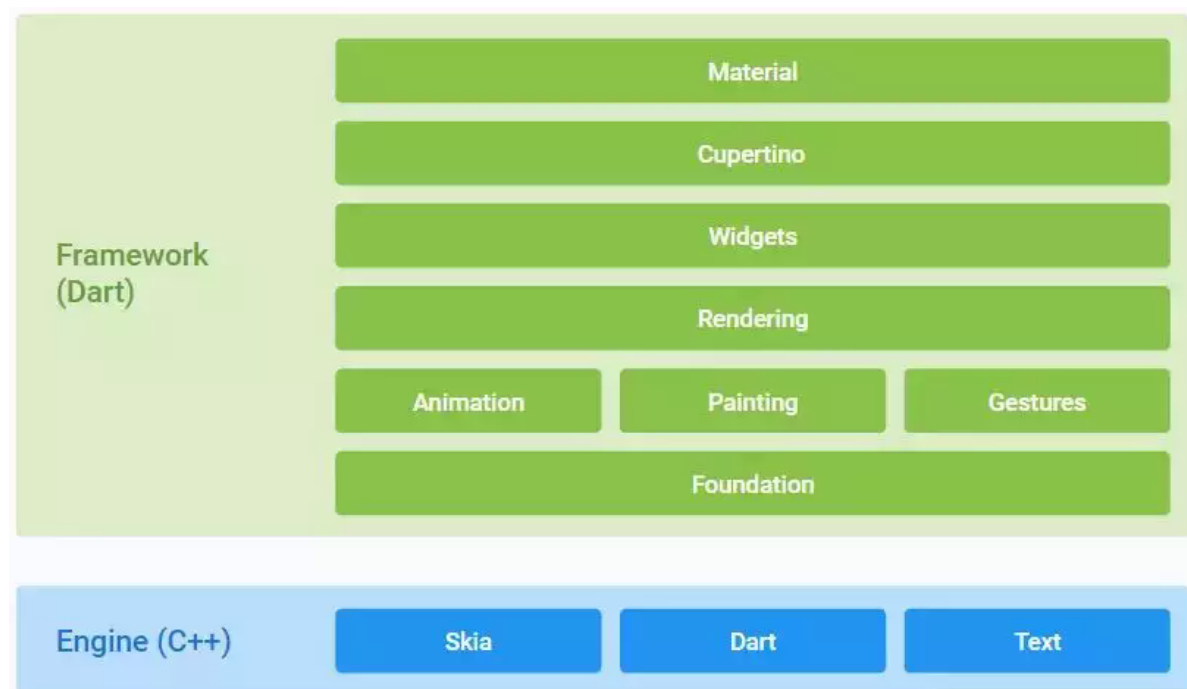 Material
Cupertino
Widgets
Framework
(Dart)
Rendering
Animation Painting Gestures
Foundation
Engine (C++) Skia Dart Text